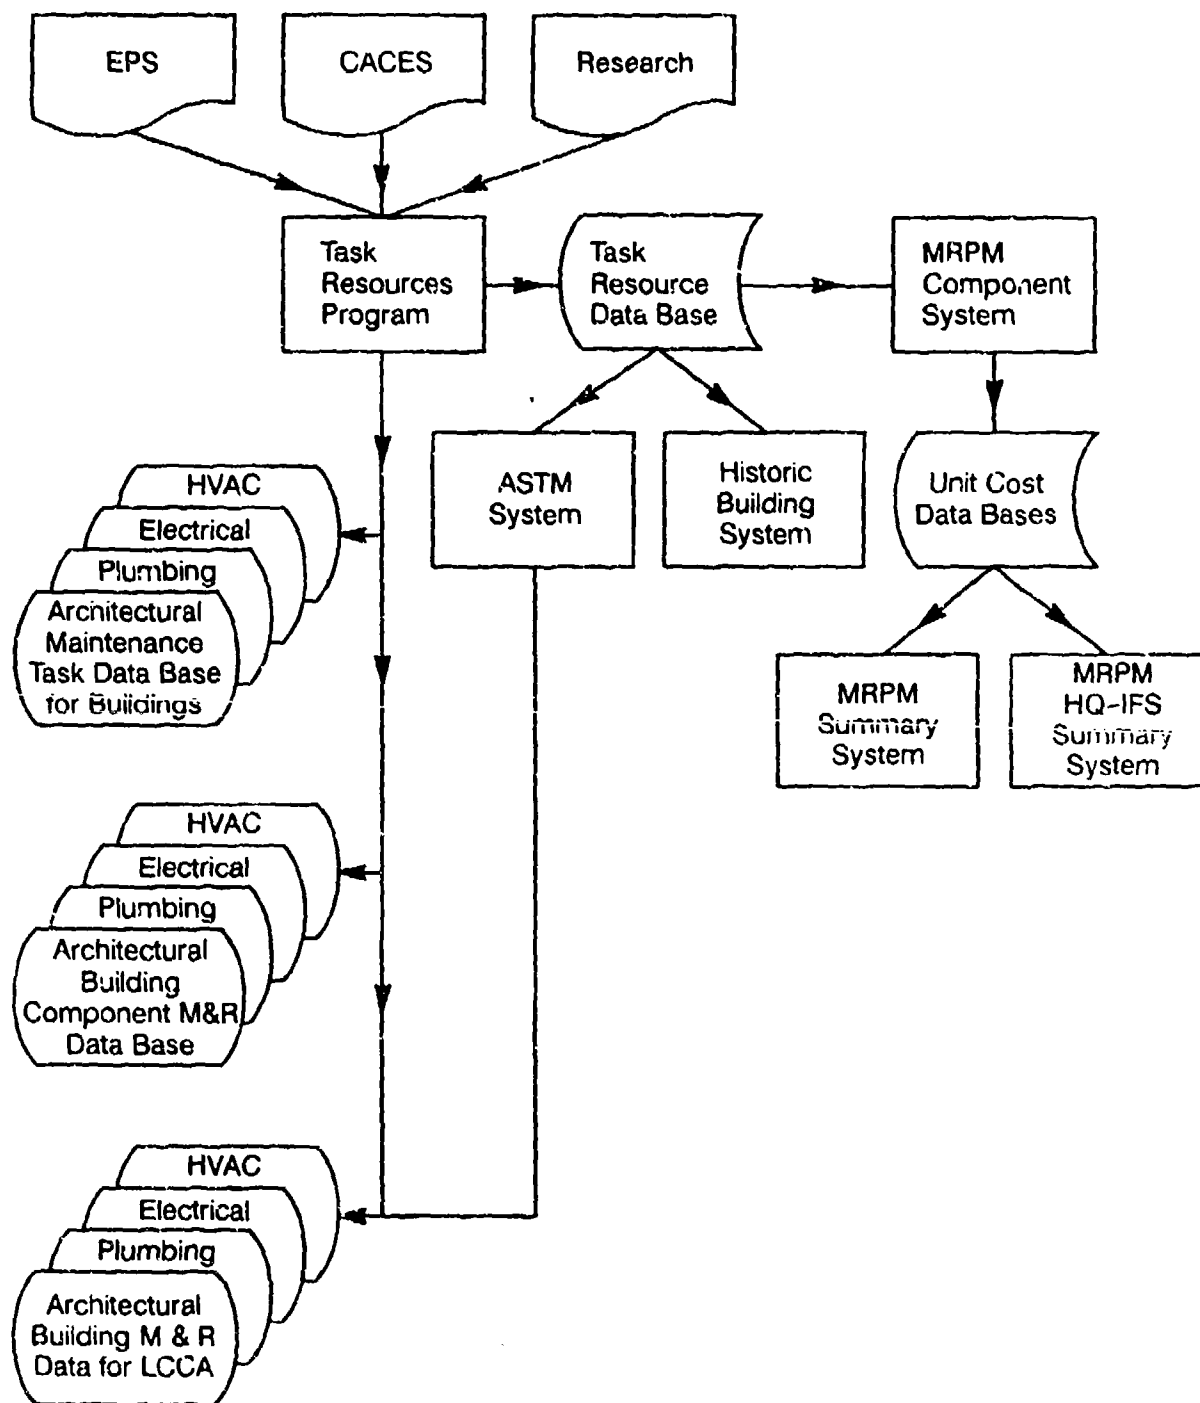 EPS
CACES
Research
Task
Resources
Program
Task
Resource
Data Base
MRPM
Component
System
ASTM
System
Historic
Building
System
Unit Cost
Data Bases
MRPM
Summary
System
MRPM
HQ-IFS
Summary
System
HVAC
Electrical
Plumbing
Architectural
Maintenance
Task Data Base
for Buildings
HVAC
Electrical
Plumbing
Architectural
Building
Component M&R
Data Base
HVAC
Electrical
Plumbing
Architectural
Building M & R
Data for LCCA